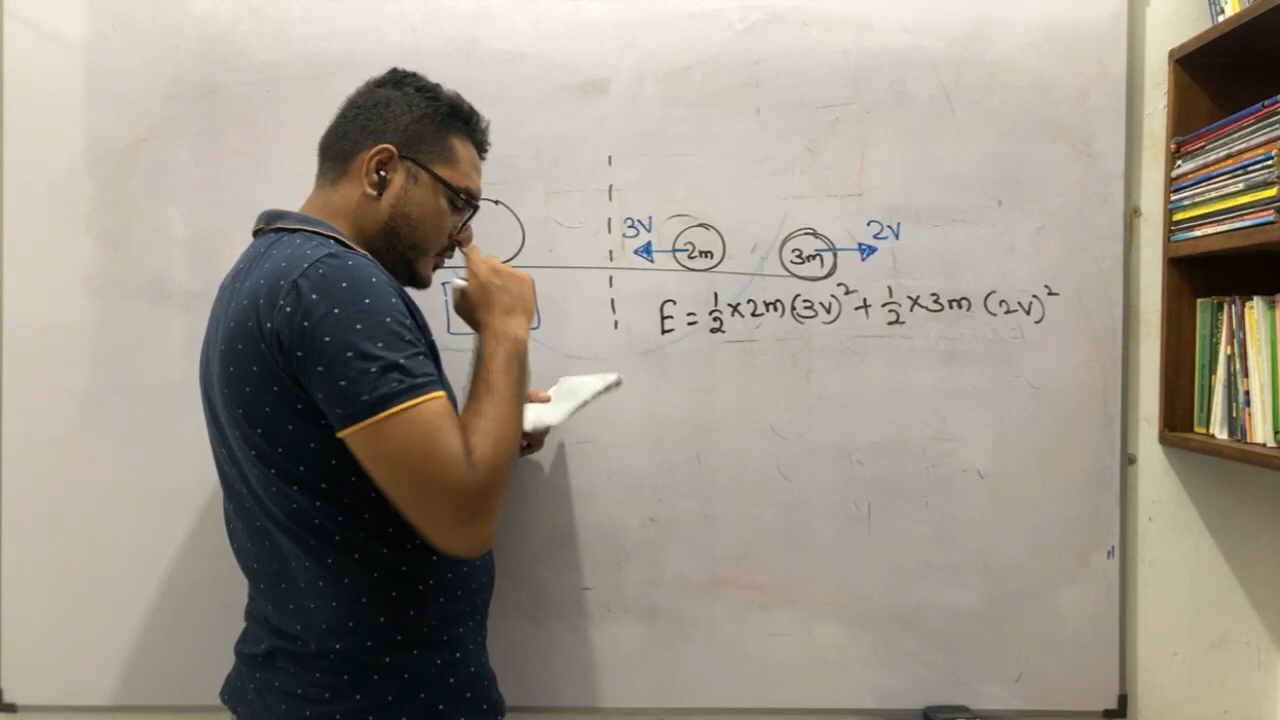 3V 2m 3m 2V
E = 1/2 × 2m (3V)² + 1/2 × 3m (2V)²